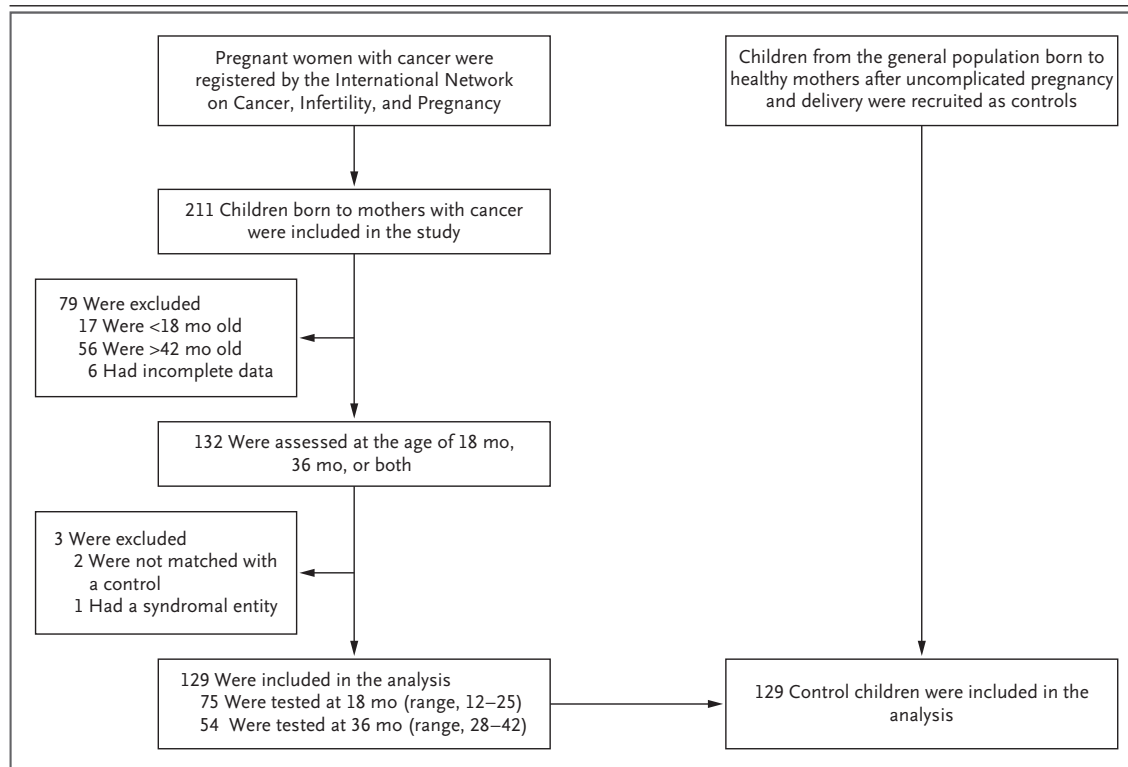 Pregnant women with cancer were
registered by the International Network
on Cancer, Infertility, and Pregnancy
Children from the general population born to
healthy mothers after uncomplicated pregnancy
and delivery were recruited as controls
211 Children born to mothers with cancer
were included in the study
79 Were excluded
17 Were <18 mo old
56 Were >42 mo old
6 Had incomplete data
132 Were assessed at the age of 18 mo,
36 mo, or both
3 Were excluded
2 Were not matched with
a control
1 Had a syndromal entity
129 Were included in the analysis
75 Were tested at 18 mo (range, 12–25)
54 Were tested at 36 mo (range, 28–42)
129 Control children were included in the
analysis